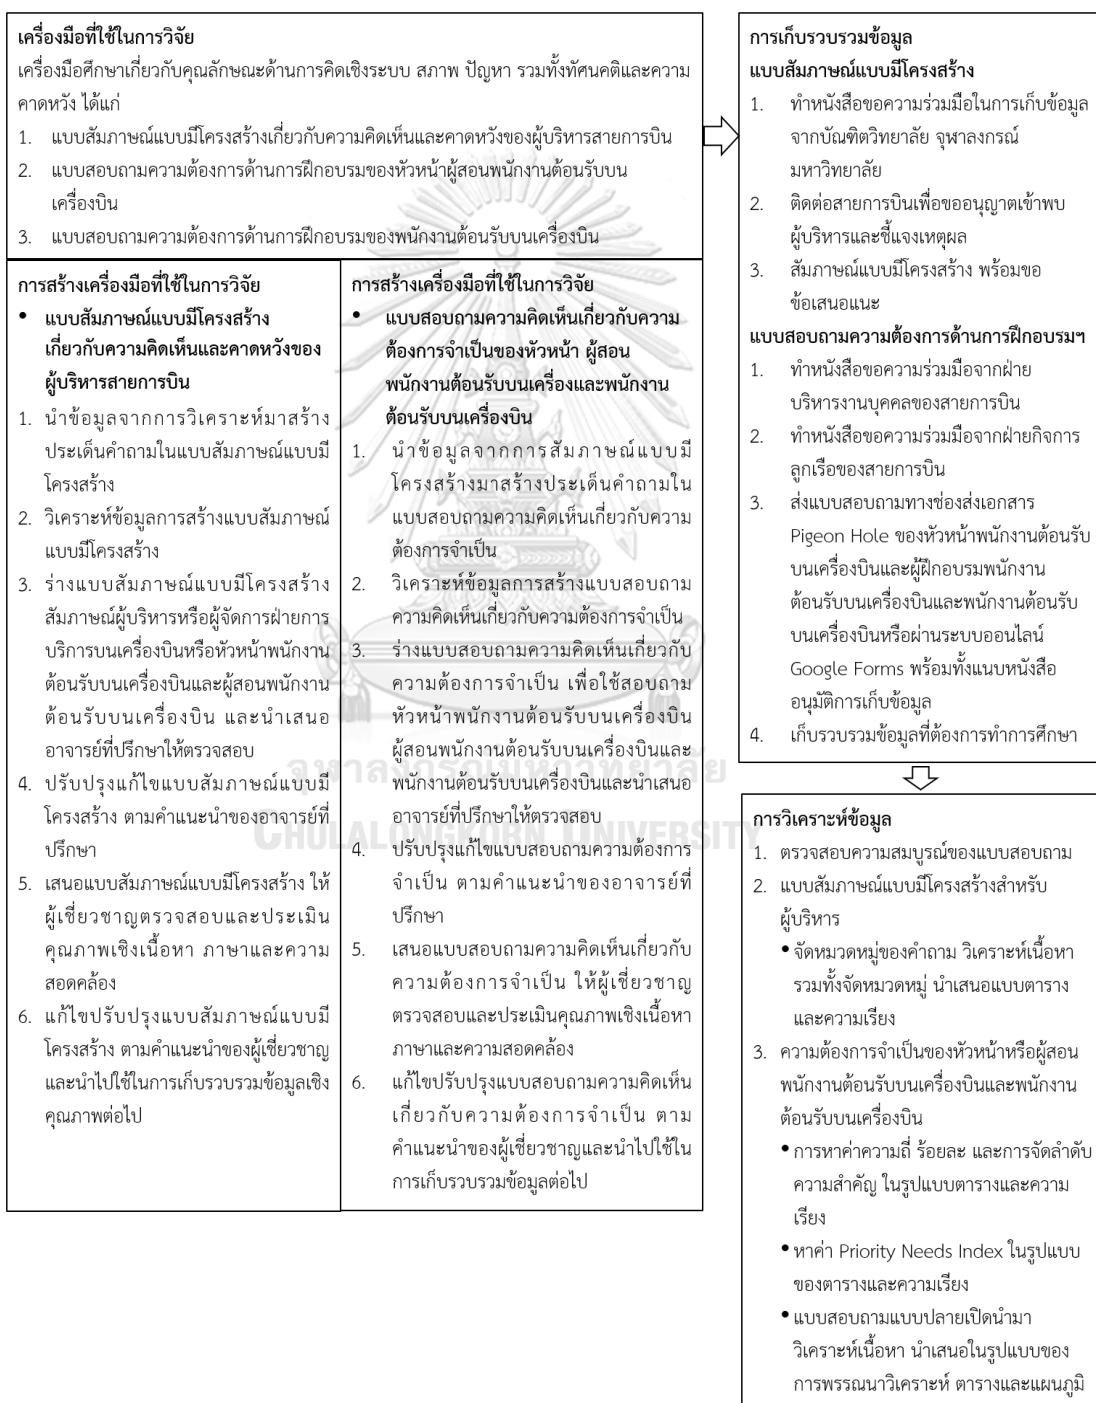 เครื่องมือที่ใช้ในการวิจัย
เครื่องมือศึกษาเกี่ยวกับคุณลักษณะด้านการคิดเชิงระบบ สภาพ ปัญหา รวมทั้งทัศนคติและความ
คาดหวัง ได้แก่
1. แบบสัมภาษณ์แบบมีโครงสร้างเกี่ยวกับความคิดเห็นและคาดหวังของผู้บริหารสายการบิน
2. แบบสอบถามความต้องการด้านการฝึกอบรมของหัวหน้าผู้สอนพนักงานต้อนรับบน
เครื่องบิน
3. แบบสอบถามความต้องการด้านการฝึกอบรมของพนักงานต้อนรับบนเครื่องบิน
การสร้างเครื่องมือที่ใช้ในการวิจัย
• แบบสัมภาษณ์แบบมีโครงสร้าง
เกี่ยวกับความคิดเห็นและคาดหวังของ
ผู้บริหารสายการบิน
1. นำข้อมูลจากการวิเคราะห์มาสร้าง
ประเด็นคำถามในแบบสัมภาษณ์แบบมี
โครงสร้าง
2. วิเคราะห์ข้อมูลการสร้างแบบสัมภาษณ์
แบบมีโครงสร้าง
3. ร่างแบบสัมภาษณ์แบบมีโครงสร้าง
สัมภาษณ์ผู้บริหารหรือผู้จัดการฝ่ายการ
บริการบนเครื่องบินหรือหัวหน้าพนักงาน
ต้อนรับบนเครื่องบินและผู้สอนพนักงาน
ต้อนรับบนเครื่องบิน และนำเสนอ
อาจารย์ที่ปรึกษาให้ตรวจสอบ
4. ปรับปรุงแก้ไขแบบสัมภาษณ์แบบมี
โครงสร้าง ตามคำแนะนำของอาจารย์ที่
ปรึกษา
5. เสนอแบบสัมภาษณ์แบบมีโครงสร้าง ให้
ผู้เชี่ยวชาญตรวจสอบและประเมิน
คุณภาพเชิงเนื้อหา ภาษาและความ
สอดคล้อง
6. แก้ไขปรับปรุงแบบสัมภาษณ์แบบมี
โครงสร้าง ตามคำแนะนำของผู้เชี่ยวชาญ
และนำไปใช้ในการเก็บรวบรวมข้อมูลเชิง
คุณภาพต่อไป
การสร้างเครื่องมือที่ใช้ในการวิจัย
• แบบสอบถามความคิดเห็นเกี่ยวกับความ
ต้องการจำเป็นของหัวหน้า ผู้สอน
พนักงานต้อนรับบนเครื่องและพนักงาน
ต้อนรับบนเครื่องบิน
1. นำข้อมูลจากการสัมภาษณ์แบบมี
โครงสร้างมาสร้างประเด็นคำถามใน
แบบสอบถามความคิดเห็นเกี่ยวกับความ
ต้องการจำเป็น
2. วิเคราะห์ข้อมูลการสร้างแบบสอบถาม
ความคิดเห็นเกี่ยวกับความต้องการจำเป็น
3. ร่างแบบสอบถามความคิดเห็นเกี่ยวกับ
ความต้องการจำเป็น เพื่อใช้สอบถาม
หัวหน้าพนักงานต้อนรับบนเครื่องบิน
ผู้สอนพนักงานต้อนรับบนเครื่องบินและ
พนักงานต้อนรับบนเครื่องบินและนำเสนอ
อาจารย์ที่ปรึกษาให้ตรวจสอบ
4. ปรับปรุงแก้ไขแบบสอบถามความต้องการ
จำเป็น ตามคำแนะนำของอาจารย์ที่
ปรึกษา
5. เสนอแบบสอบถามความคิดเห็นเกี่ยวกับ
ความต้องการจำเป็น ให้ผู้เชี่ยวชาญ
ตรวจสอบและประเมินคุณภาพเชิงเนื้อหา
ภาษาและความสอดคล้อง
6. แก้ไขปรับปรุงแบบสอบถามความคิดเห็น
เกี่ยวกับความต้องการจำเป็น ตาม
คำแนะนำของผู้เชี่ยวชาญและนำไปใช้ใน
การเก็บรวบรวมข้อมูลต่อไป
จุฬาลงกรณ์มหาวิทยาลัย
CHULALONGKORN UNIVERSITY
การเก็บรวบรวมข้อมูล
แบบสัมภาษณ์แบบมีโครงสร้าง
1. ทำหนังสือขอความร่วมมือในการเก็บข้อมูล
จากบัณฑิตวิทยาลัย จุฬาลงกรณ์
มหาวิทยาลัย
2. ติดต่อสายการบินเพื่อขออนุญาตเข้าพบ
ผู้บริหารและชี้แจงเหตุผล
3. สัมภาษณ์แบบมีโครงสร้าง พร้อมขอ
ข้อเสนอแนะ
แบบสอบถามความต้องการด้านการฝึกอบรมฯ
1. ทำหนังสือขอความร่วมมือจากฝ่าย
บริหารงานบุคคลของสายการบิน
2. ทำหนังสือขอความร่วมมือจากฝ่ายกิจการ
ลูกเรือของสายการบิน
3. ส่งแบบสอบถามทางช่องส่งเอกสาร
Pigeon Hole ของหัวหน้าพนักงานต้อนรับ
บนเครื่องบินและผู้ฝึกอบรมพนักงาน
ต้อนรับบนเครื่องบินและพนักงานต้อนรับ
บนเครื่องบินหรือผ่านระบบออนไลน์
Google Forms พร้อมทั้งแนบหนังสือ
อนุมัติการเก็บข้อมูล
4. เก็บรวบรวมข้อมูลที่ต้องการทำการศึกษา
การวิเคราะห์ข้อมูล
1. ตรวจสอบความสมบูรณ์ของแบบสอบถาม
2. แบบสัมภาษณ์แบบมีโครงสร้างสำหรับ
ผู้บริหาร
• จัดหมวดหมู่ของคำถาม วิเคราะห์เนื้อหา
รวมทั้งจัดหมวดหมู่ นำเสนอแบบตาราง
และความเรียง
3. ความต้องการจำเป็นของหัวหน้าหรือผู้สอน
พนักงานต้อนรับบนเครื่องบินและพนักงาน
ต้อนรับบนเครื่องบิน
• การหาค่าความถี่ ร้อยละ และการจัดลำดับ
ความสำคัญ ในรูปแบบตารางและความ
เรียง
• หาค่า Priority Needs Index ในรูปแบบ
ของตารางและความเรียง
• แบบสอบถามแบบปลายเปิดนำมา
วิเคราะห์เนื้อหา นำเสนอในรูปแบบของ
การพรรณนาวิเคราะห์ ตารางและแผนภูมิ